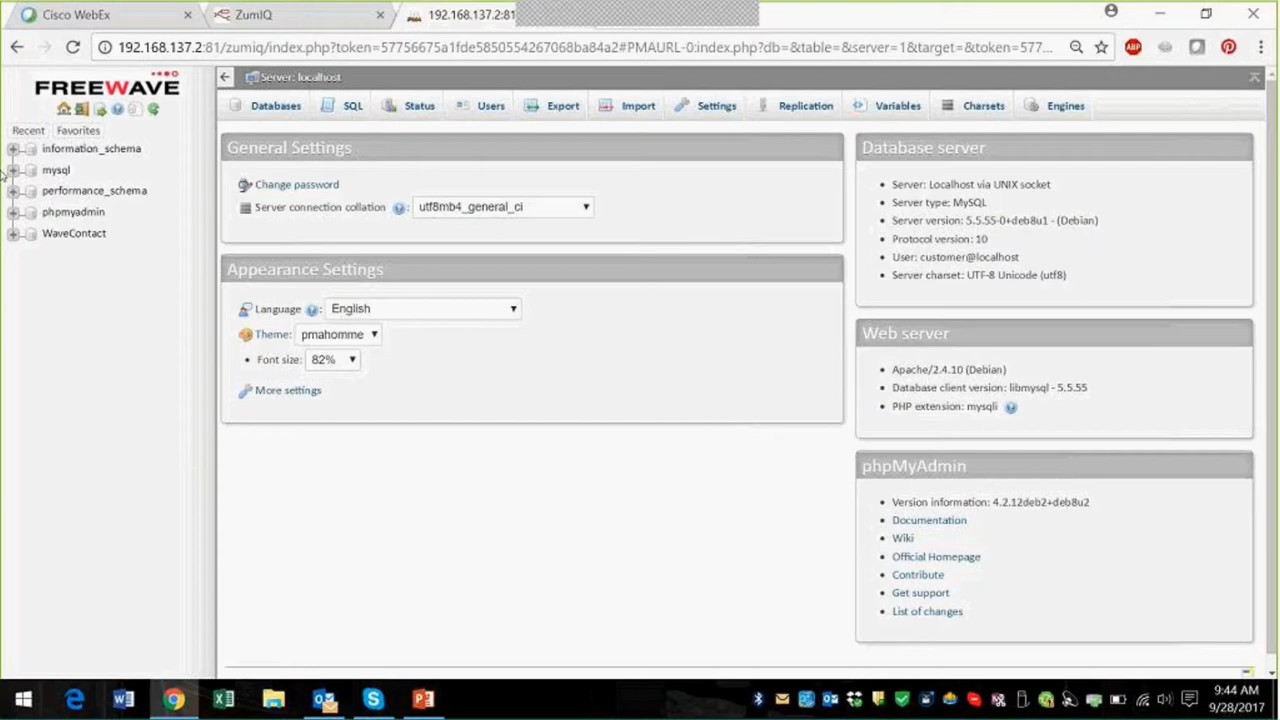 Cisco WebEx
ZumIQ
192.168.137.2:81
192.168.137.2:81/zumiq/index.php?token=57756675a1fde5850554267068ba84a2#PMAURL-0:index.php?db=&table=&server=1&target=&token=577...
ABP
FREEWAVE
Recent
Favorites
information_schema
mysql
performance_schema
phpmyadmin
WaveContact
Server: localhost
Databases
SQL
Status
Users
Export
Import
Settings
Replication
Variables
Charsets
Engines
General Settings
Change password
Server connection collation : utf8mb4_general_ci
Appearance Settings
Language : English
Theme: pmahomme
• Font size: 82%
More settings
Database server
• Server: Localhost via UNIX socket
• Server type: MySQL
• Server version: 5.5.55-0+deb8u1 - (Debian)
• Protocol version: 10
• User: customer@localhost
• Server charset: UTF-8 Unicode (utf8)
Web server
• Apache/2.4.10 (Debian)
• Database client version: libmysql - 5.5.55
• PHP extension: mysqli
phpMyAdmin
• Version information: 4.2.12deb2+deb8u2
• Documentation
• Wiki
• Official Homepage
• Contribute
• Get support
• List of changes
9:44 AM
9/28/2017